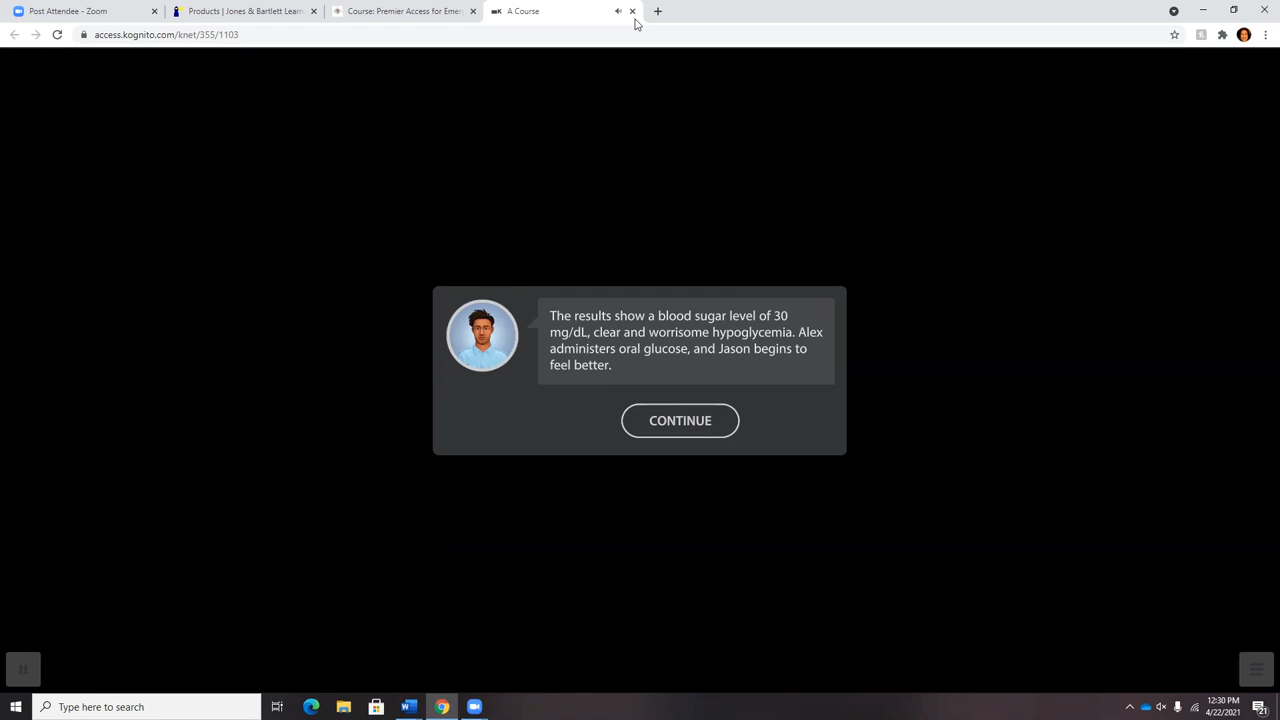 Post Attendee - Zoom
Products | Jones & Bartlett Learn
Course: Premier Access for Emer
A Course
access.kognito.com/knet/355/1103
The results show a blood sugar level of 30
mg/dL, clear and worrisome hypoglycemia. Alex
administers oral glucose, and Jason begins to
feel better.
CONTINUE
Type here to search
12:30 PM
4/22/2021